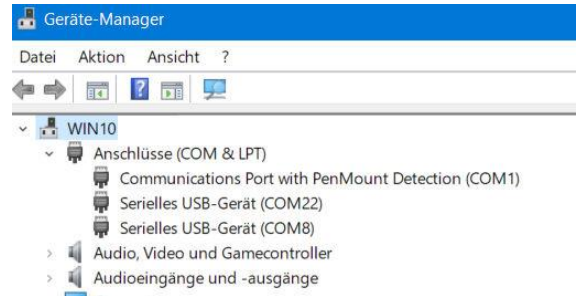 Geräte-Manager
Datei Aktion Ansicht ?
WIN10
Anschlüsse (COM & LPT)
Communications Port with PenMount Detection (COM1)
Serielles USB-Gerät (COM22)
Serielles USB-Gerät (COM8)
Audio, Video und Gamecontroller
Audioeingänge und -ausgänge